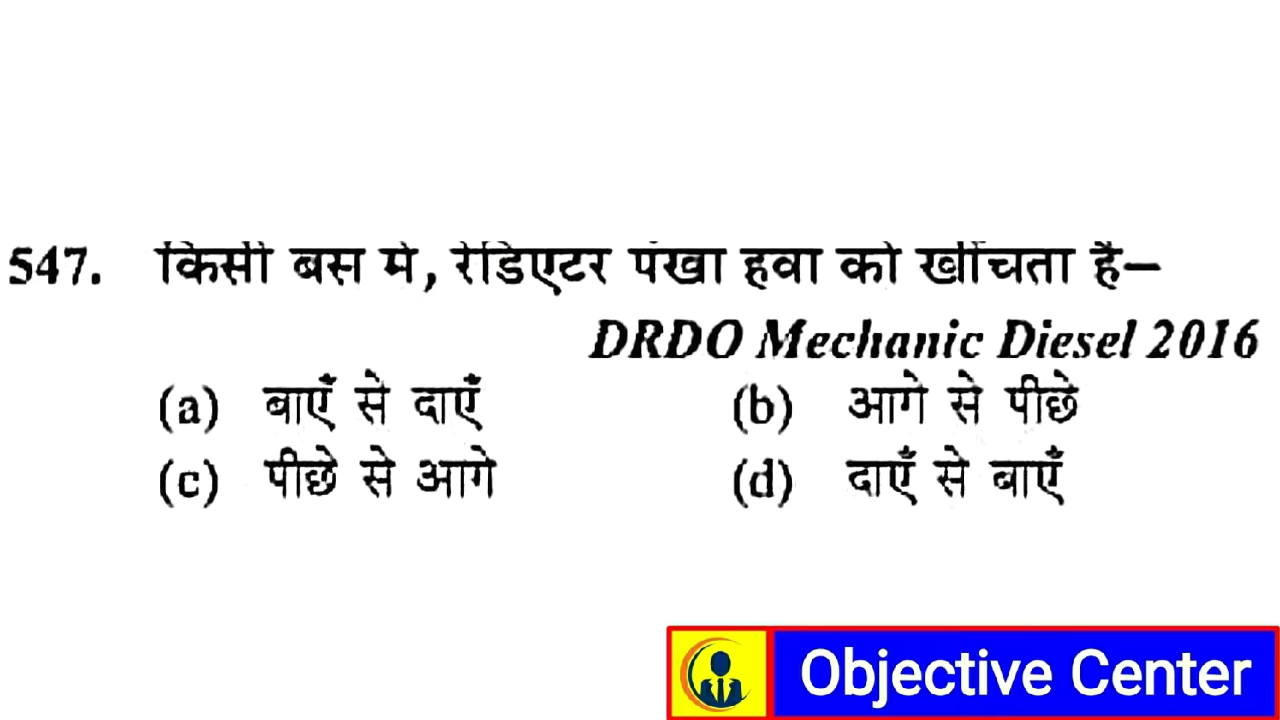 547. किसी बस में, रेडिएटर पंखा हवा को खींचता है–
DRDO Mechanic Diesel 2016
(a) बाएँ से दाएँ (b) आगे से पीछे
(c) पीछे से आगे (d) दाएँ से बाएँ
Objective Center